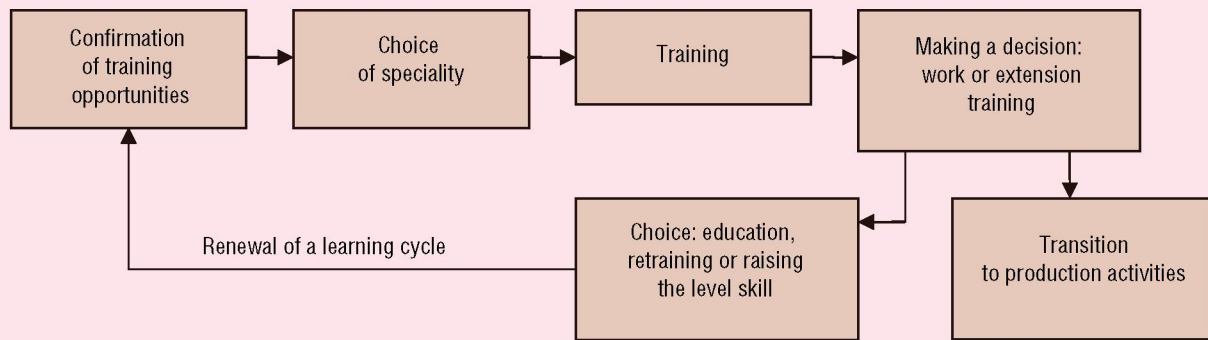 Confirmation
of training
opportunities
Choice
of speciality
Training
Making a decision:
work or extension
training
Renewal of a learning cycle
Choice: education,
retraining or raising
the level skill
Transition
to production activities